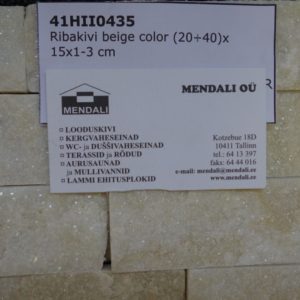 41HII0435
Ribakivi beige color (20÷40)x
15x1-3 cm
R
MENDALI
MENDALI OÜ
¤ LOODUSKIVI
¤ KERGVAHESEINAD
¤ WC- ja DUŠŠIVAHESEINAD
¤ TERASSID ja RÕDUD
¤ AURUSAUNAD
ja MULLIVANNID
¤ LAMMI EHITUSPLOKID
Kotzebue 18D
10411 Tallinn
tel.: 64 13 397
faks: 64 44 016
e-mail: mendali@mendali.ee
www.mendali.ee